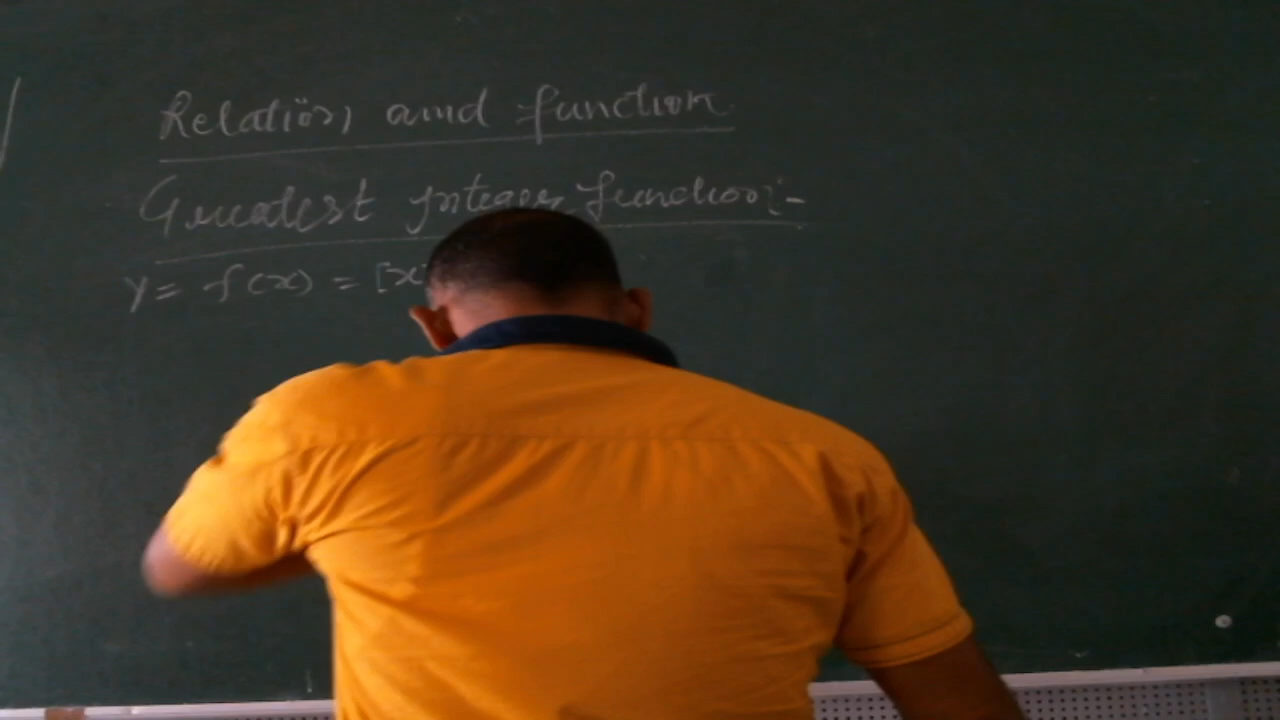 Relation and function
Greatest Integer function:-
y = f(x) = [x]